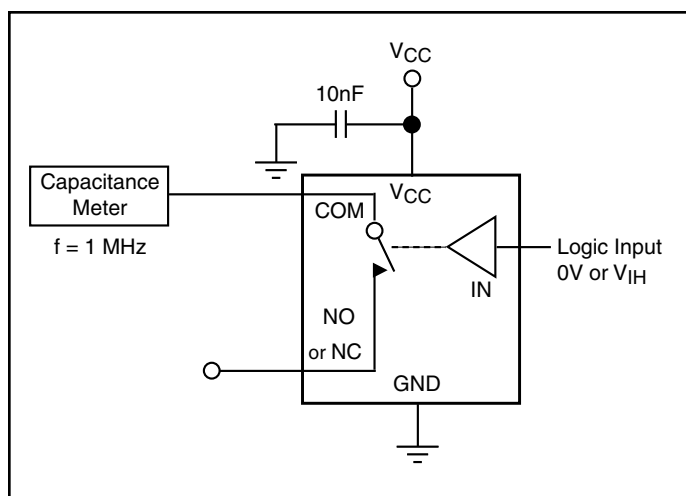 VCC
10nF
Capacitance
Meter
f = 1 MHz
VCC
COM
Logic Input
0V or VIH
IN
NO
or NC
GND